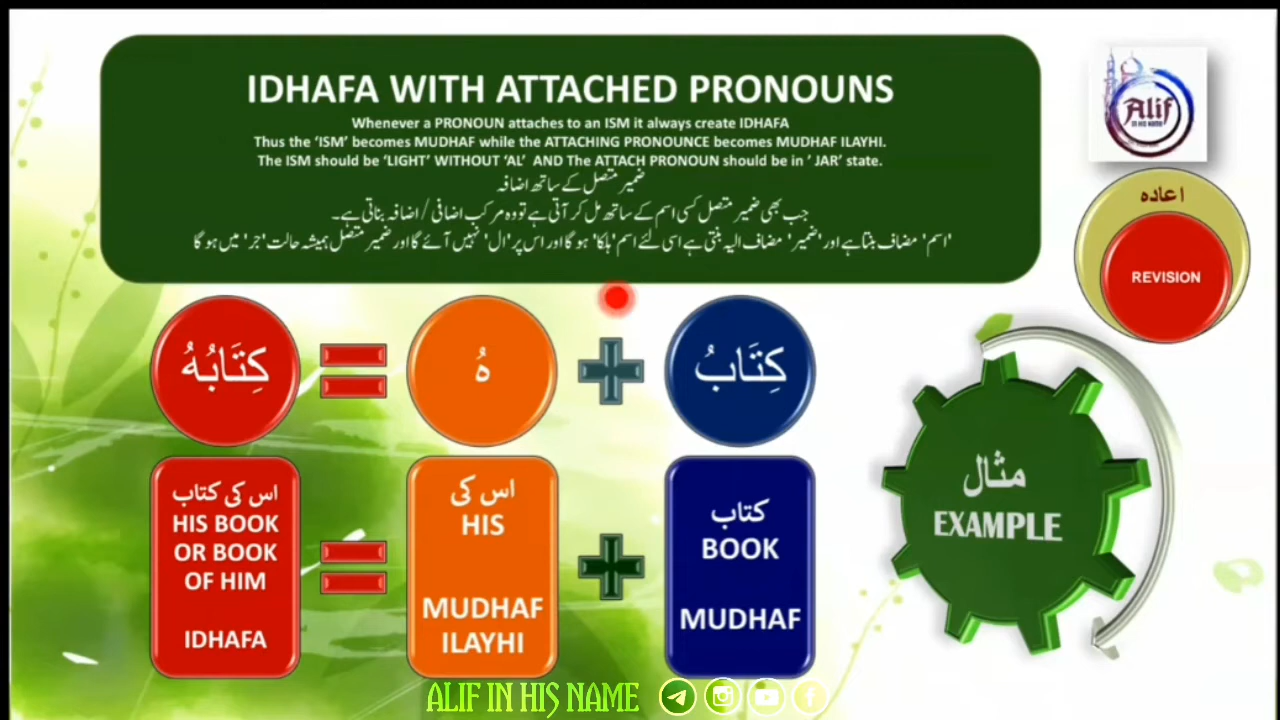 IDHAFA WITH ATTACHED PRONOUNS
Whenever a PRONOUN attaches to an ISM it always create IDHAFA
Thus the ‘ISM’ becomes MUDHAF while the ATTACHING PRONOUNCE becomes MUDHAF ILAYHI.
The ISM should be ‘LIGHT’ WITHOUT ‘AL’ AND The ATTACH PRONOUN should be in ’ JAR’ state.
ضمیر متصل کے ساتھ اضافہ
جب بھی ضمیر متصل کسی اسم کے ساتھ مل کر آتی ہے تو وہ مرکب اضافی / اضافہ بناتی ہے۔
'اسم' مضاف بنتا ہے اور 'ضمیر' مضاف الیہ بنتی ہے اسی لئے اسم 'ہلکا' ہو گا اور اس پر 'ال' نہیں آئے گا اور ضمیر متصل ہمیشہ حالت 'جر' میں ہو گا
Alif
IN HIS NAME
اعادہ
REVISION
كِتَابُ
هُ
كِتَابُهُ
کتاب
BOOK
MUDHAF
اس کی
HIS
MUDHAF
ILAYHI
اس کی کتاب
HIS BOOK
OR BOOK
OF HIM
IDHAFA
مثال
EXAMPLE
ALIF IN HIS NAME